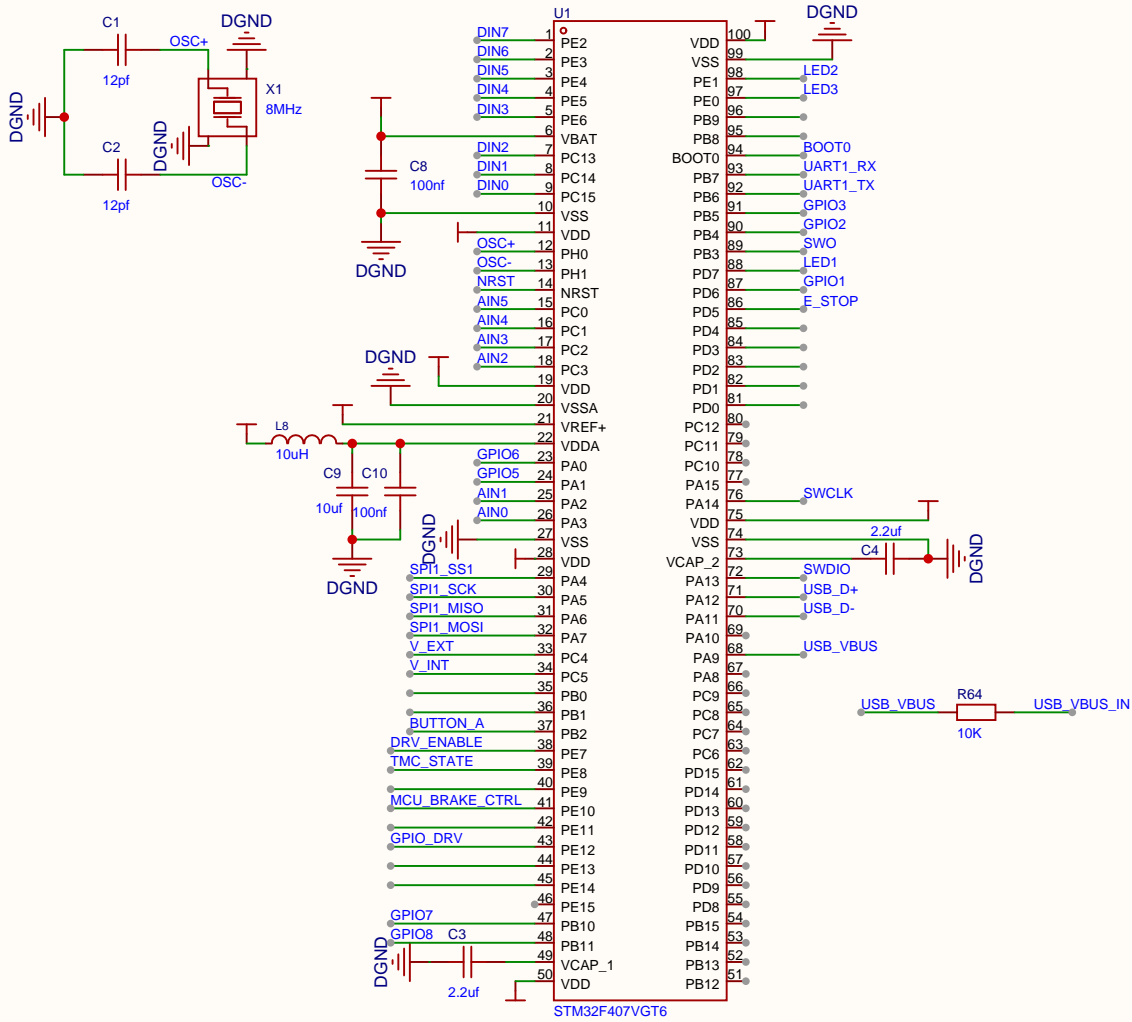 C1
OSC+
12pf
DGND
X1
8MHz
DGND
DGND
C2
OSC-
12pf
U1
STM32F407VGT6
DIN7 1 PE2
DIN6 2 PE3
DIN5 3 PE4
DIN4 4 PE5
DIN3 5 PE6
6 VBAT
DIN2 7 PC13
DIN1 8 PC14
DIN0 9 PC15
10 VSS
11 VDD
OSC+ 12 PH0
OSC- 13 PH1
NRST 14 NRST
AIN5 15 PC0
AIN4 16 PC1
AIN3 17 PC2
AIN2 18 PC3
19 VDD
20 VSSA
21 VREF+
22 VDDA
GPIO6 23 PA0
GPIO5 24 PA1
AIN1 25 PA2
AIN0 26 PA3
27 VSS
28 VDD
SPI1_SS1 29 PA4
SPI1_SCK 30 PA5
SPI1_MISO 31 PA6
SPI1_MOSI 32 PA7
V_EXT 33 PC4
V_INT 34 PC5
35 PB0
36 PB1
BUTTON_A 37 PB2
DRV_ENABLE 38 PE7
TMC_STATE 39 PE8
40 PE9
MCU_BRAKE_CTRL 41 PE10
42 PE11
GPIO_DRV 43 PE12
44 PE13
45 PE14
46 PE15
GPIO7 47 PB10
GPIO8 48 PB11
49 VCAP_1
50 VDD
C8
100nf
DGND
DGND
L8
10uH
C9
10uf
C10
100nf
DGND
DGND
DGND
C3
2.2uf
VDD 100
VSS 99
PE1 98 LED2
PE0 97 LED3
PB9 96
PB8 95
BOOT0 94 BOOT0
PB7 93 UART1_RX
PB6 92 UART1_TX
PB5 91 GPIO3
PB4 90 GPIO2
PB3 89 SWO
PD7 88 LED1
PD6 87 GPIO1
PD5 86 E_STOP
PD4 85
PD3 84
PD2 83
PD1 82
PD0 81
PC12 80
PC11 79
PC10 78
PA15 77
PA14 76 SWCLK
VDD 75
VSS 74
VCAP_2 73
PA13 72 SWDIO
PA12 71 USB_D+
PA11 70 USB_D-
PA10 69
PA9 68 USB_VBUS
PA8 67
PC9 66
PC8 65
PC7 64
PC6 63
PD15 62
PD14 61
PD13 60
PD12 59
PD11 58
PD10 57
PD9 56
PD8 55
PB15 54
PB14 53
PB13 52
PB12 51
DGND
2.2uf
C4
DGND
USB_VBUS
R64
10K
USB_VBUS_IN